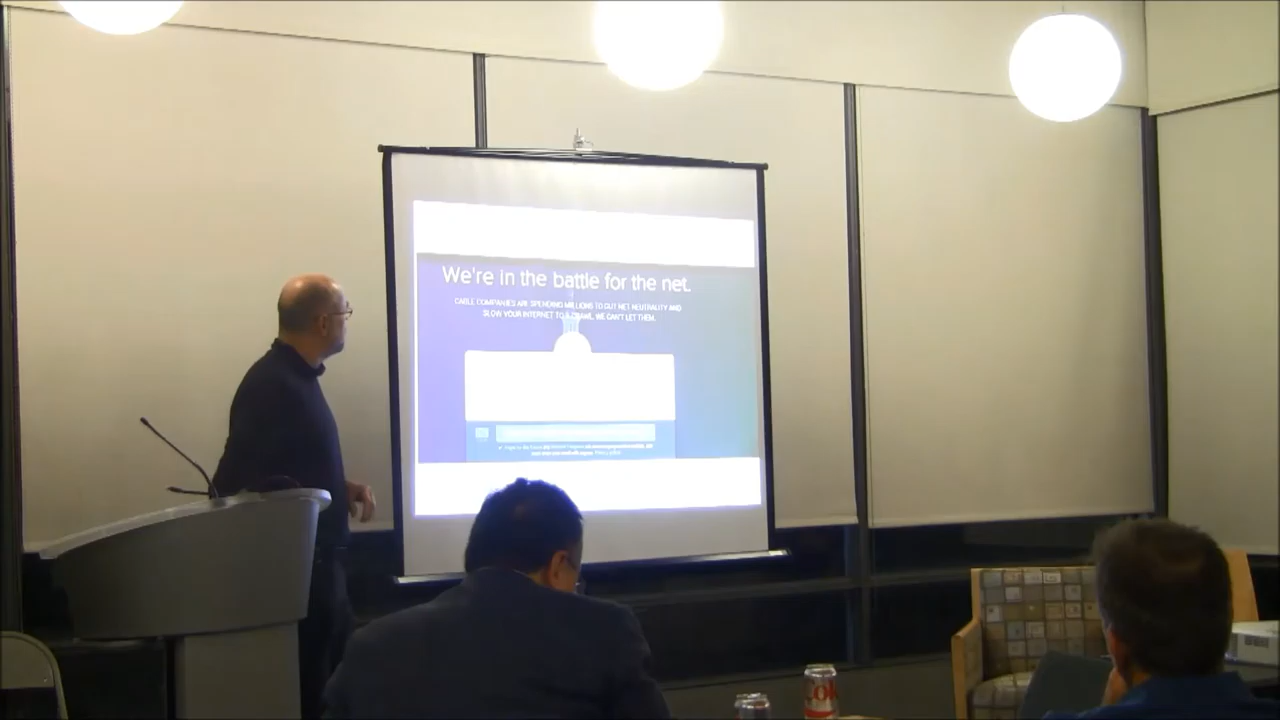 We're in the battle for the net.
CABLE COMPANIES ARE SPENDING MILLIONS TO GUT NET NEUTRALITY AND
SLOW YOUR INTERNET TO A CRAWL. WE CAN'T LET THEM.
Coke